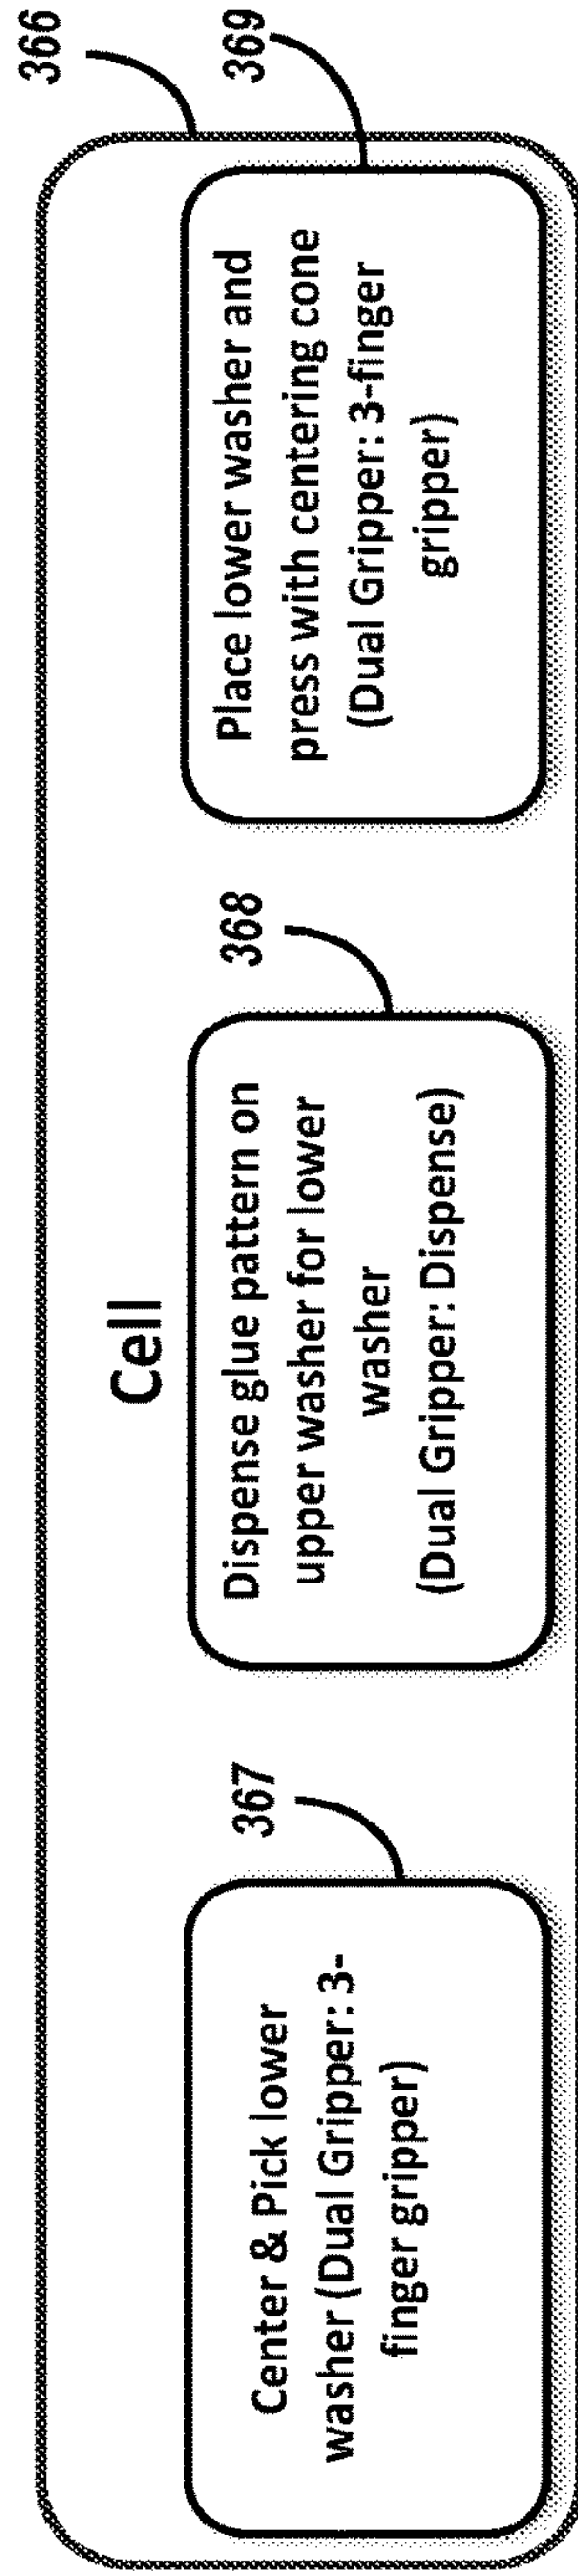 366
Cell
367
Center & Pick lower
washer (Dual Gripper: 3-
finger gripper)
368
Dispense glue pattern on
upper washer for lower
washer
(Dual Gripper: Dispense)
369
Place lower washer and
press with centering cone
(Dual Gripper: 3-finger
gripper)